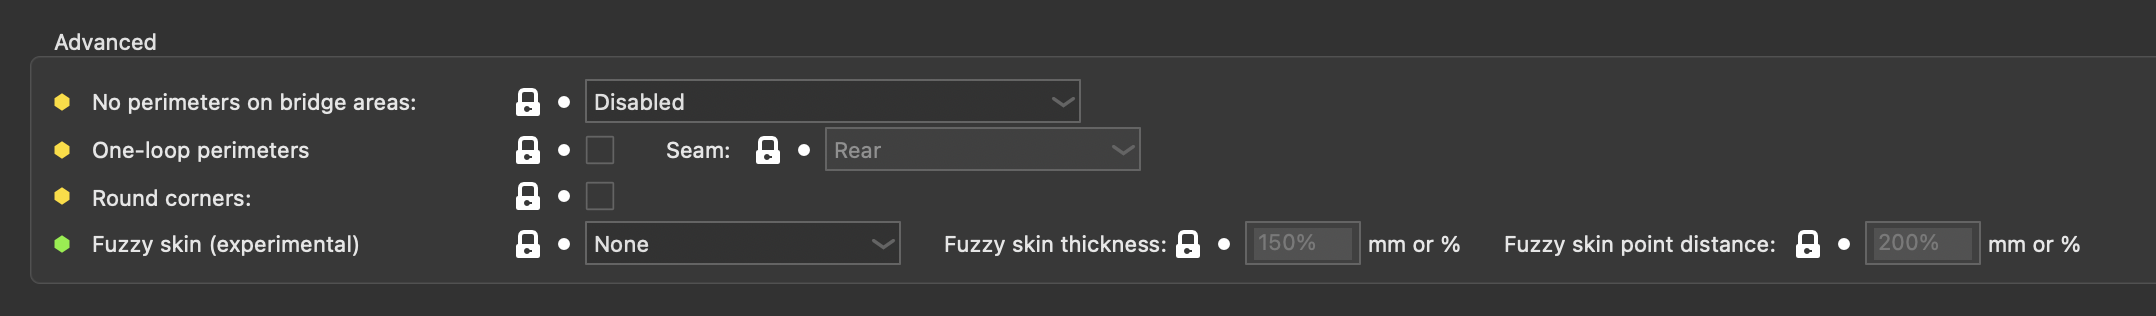 Advanced
No perimeters on bridge areas: Disabled
One-loop perimeters Seam: Rear
Round corners:
Fuzzy skin (experimental) None Fuzzy skin thickness: 150% mm or % Fuzzy skin point distance: 200% mm or %